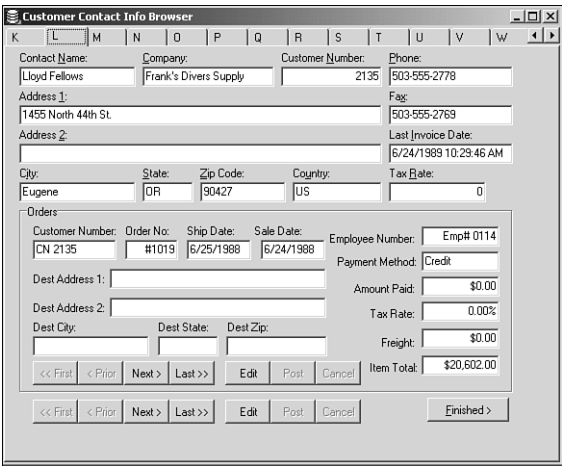 Customer Contact Info Browser
K L M N O P Q R S T U V W
Contact Name: Company: Customer Number: Phone:
Lloyd Fellows Frank's Divers Supply 2135 503-555-2778
Address 1: Fax:
1455 North 44th St. 503-555-2769
Address 2: Last Invoice Date:
6/24/1989 10:29:46 AM
City: State: Zip Code: Country: Tax Rate:
Eugene OR 90427 US 0
Orders
Customer Number: Order No: Ship Date: Sale Date:
CN 2135 #1019 6/25/1988 6/24/1988
Employee Number: Emp# 0114
Payment Method: Credit
Dest Address 1:
Amount Paid: $0.00
Dest Address 2:
Tax Rate: 0.00%
Dest City: Dest State: Dest Zip:
Freight: $0.00
Item Total: $20,602.00
<< First < Prior Next > Last >> Edit Post Cancel
<< First < Prior Next > Last >> Edit Post Cancel Finished >